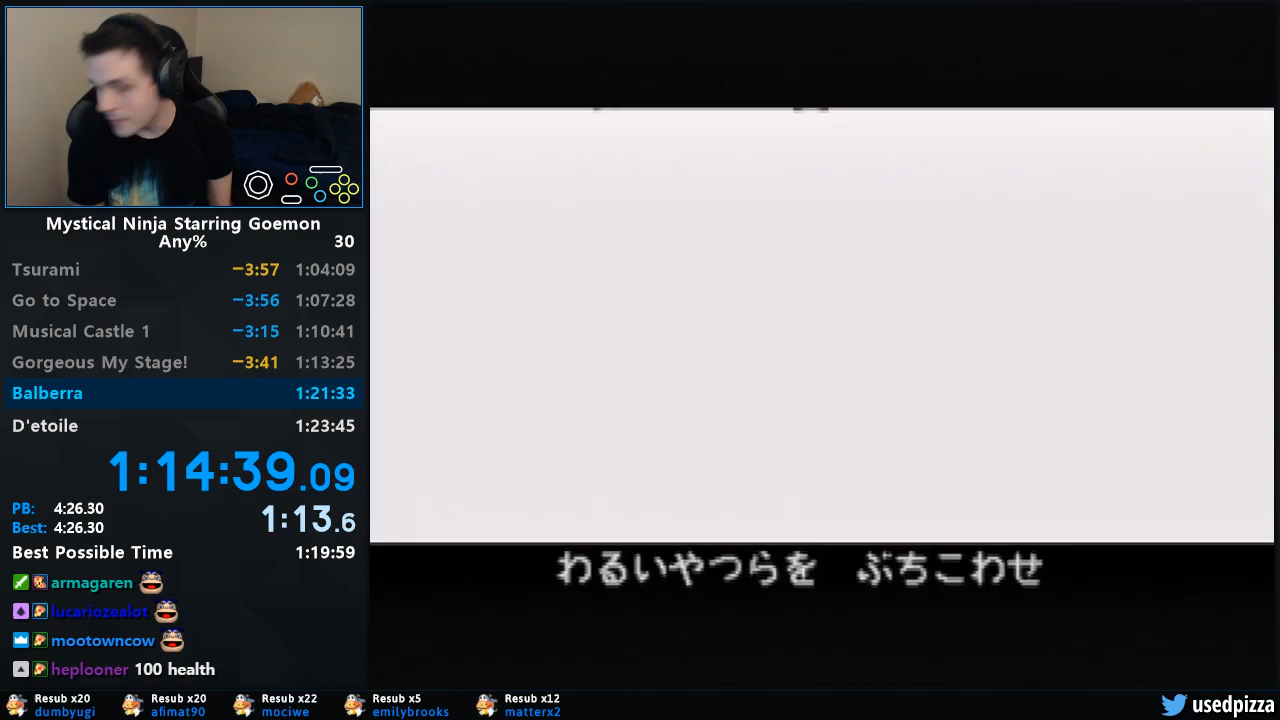 Mystical Ninja Starring Goemon
Any% 30
Tsurami −3:57 1:04:09
Go to Space −3:56 1:07:28
Musical Castle 1 −3:15 1:10:41
Gorgeous My Stage! −3:41 1:13:25
Balberra 1:21:33
D'etoile 1:23:45
1:14:39.09
PB: 4:26.30
1:13.6
Best: 4:26.30
Best Possible Time 1:19:59
armagaren
lucariozealot
mootowncow
heplooner 100 health
わるいやつらを ぶちこわせ
Resub x20 Resub x20 Resub x22 Resub x5 Resub x12
dumbyugi afimat90 mociwe emilybrooks matterx2
usedpizza